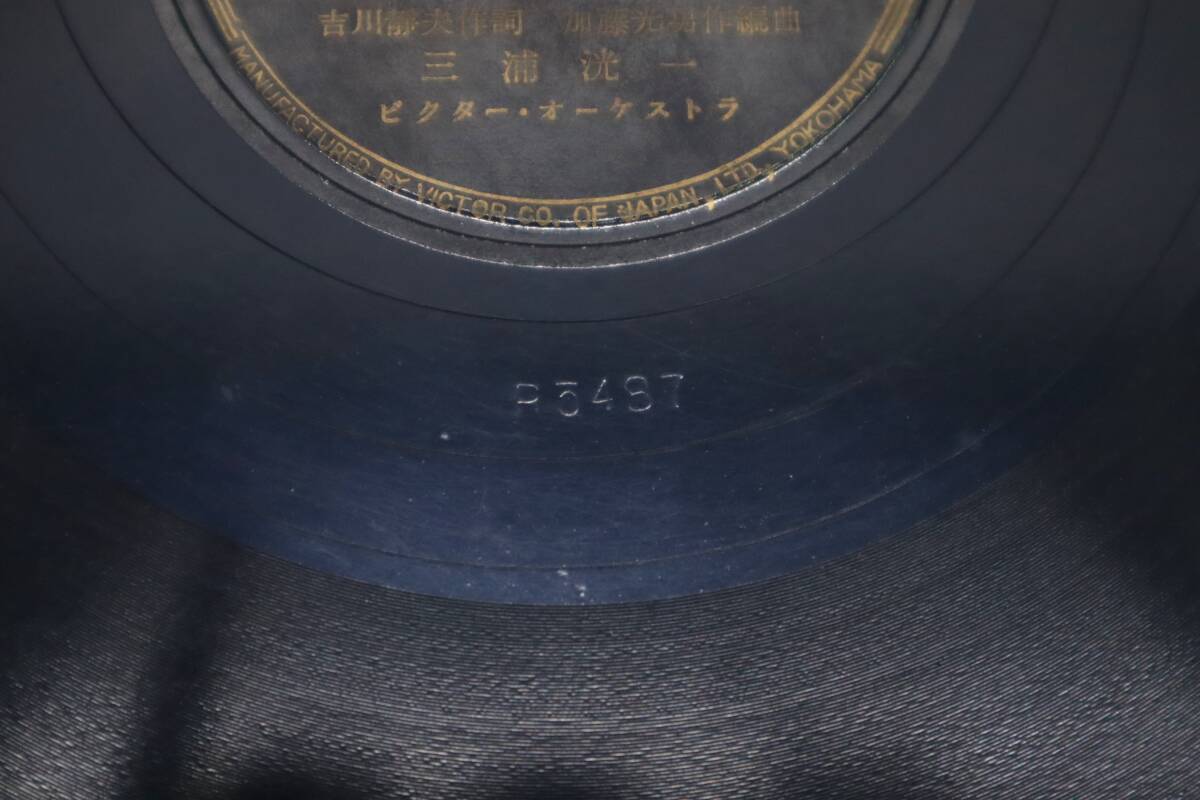 吉川静夫作詞 加藤光男作編曲
三浦洸一
ビクター・オーケストラ
MANUFACTURED BY VICTOR CO. OF JAPAN, LTD., YOKOHAMA
P5487